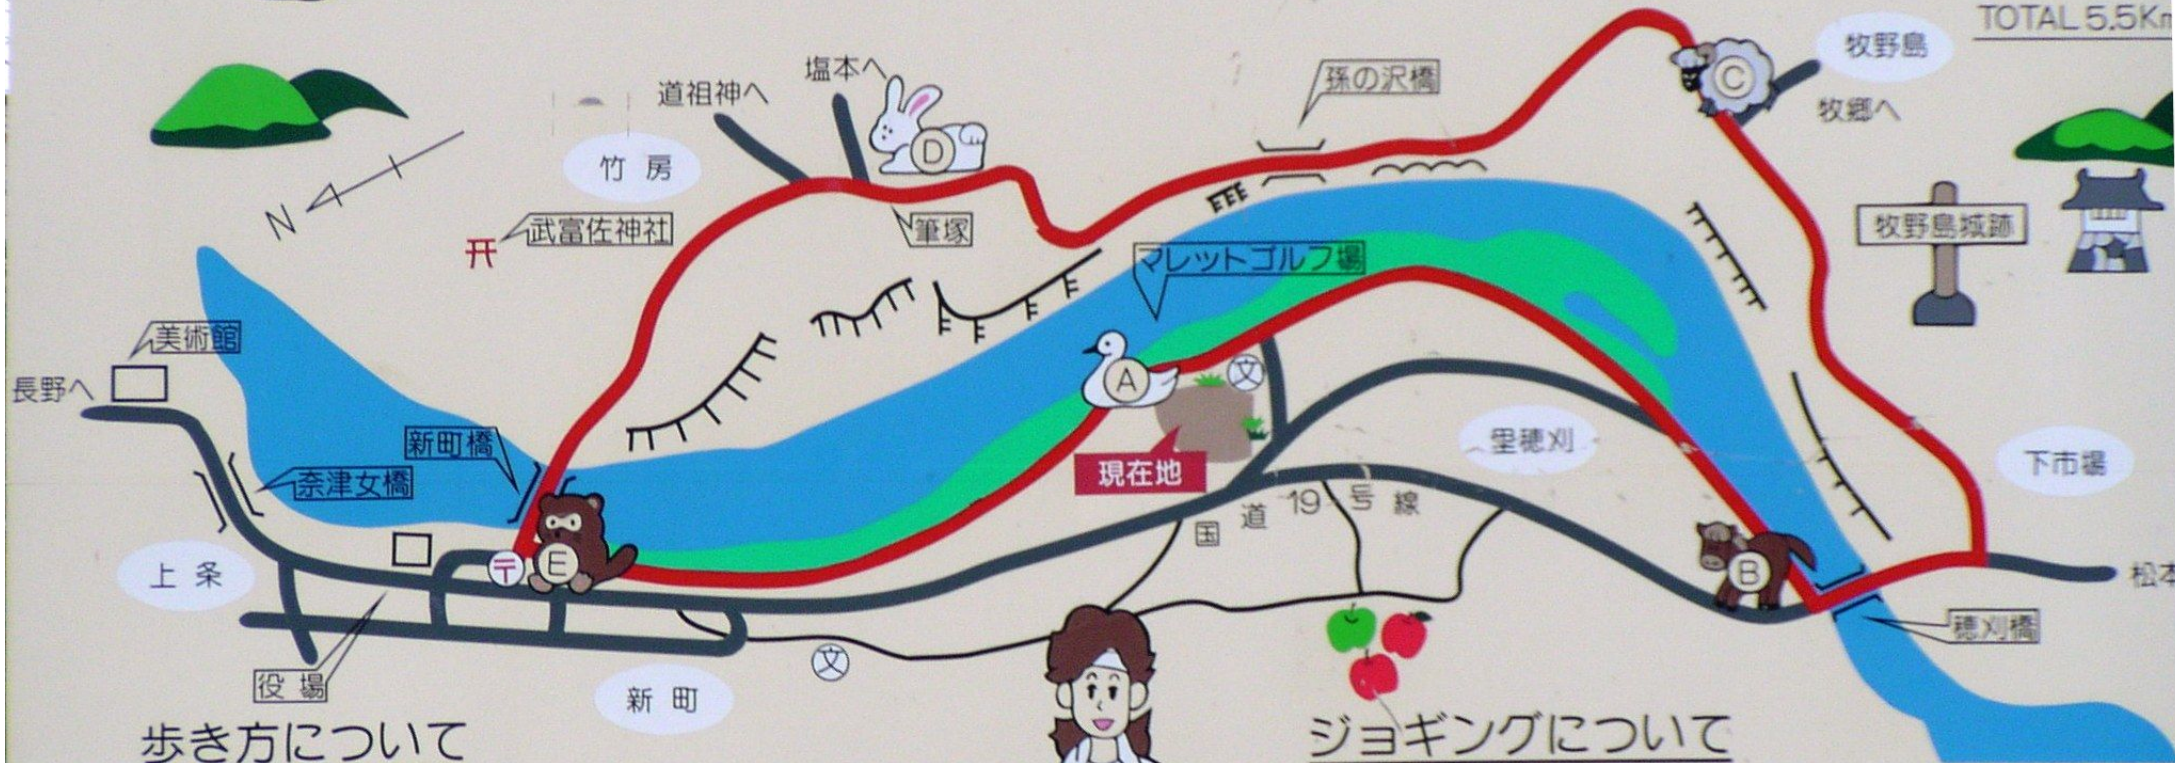 TOTAL 5.5K
牧野島
塩本へ
道祖神へ
孫の沢橋
C
牧郷へ
D
竹房
N
武富佐神社
筆塚
牧野島城跡
マレットゴルフ場
美術館
長野へ
A
文
新町橋
里穂刈
下市場
現在地
奈津女橋
国道19号線
上条
〒
E
B
松本
穂刈橋
役場
文
新町
歩き方について
ジョギングについて